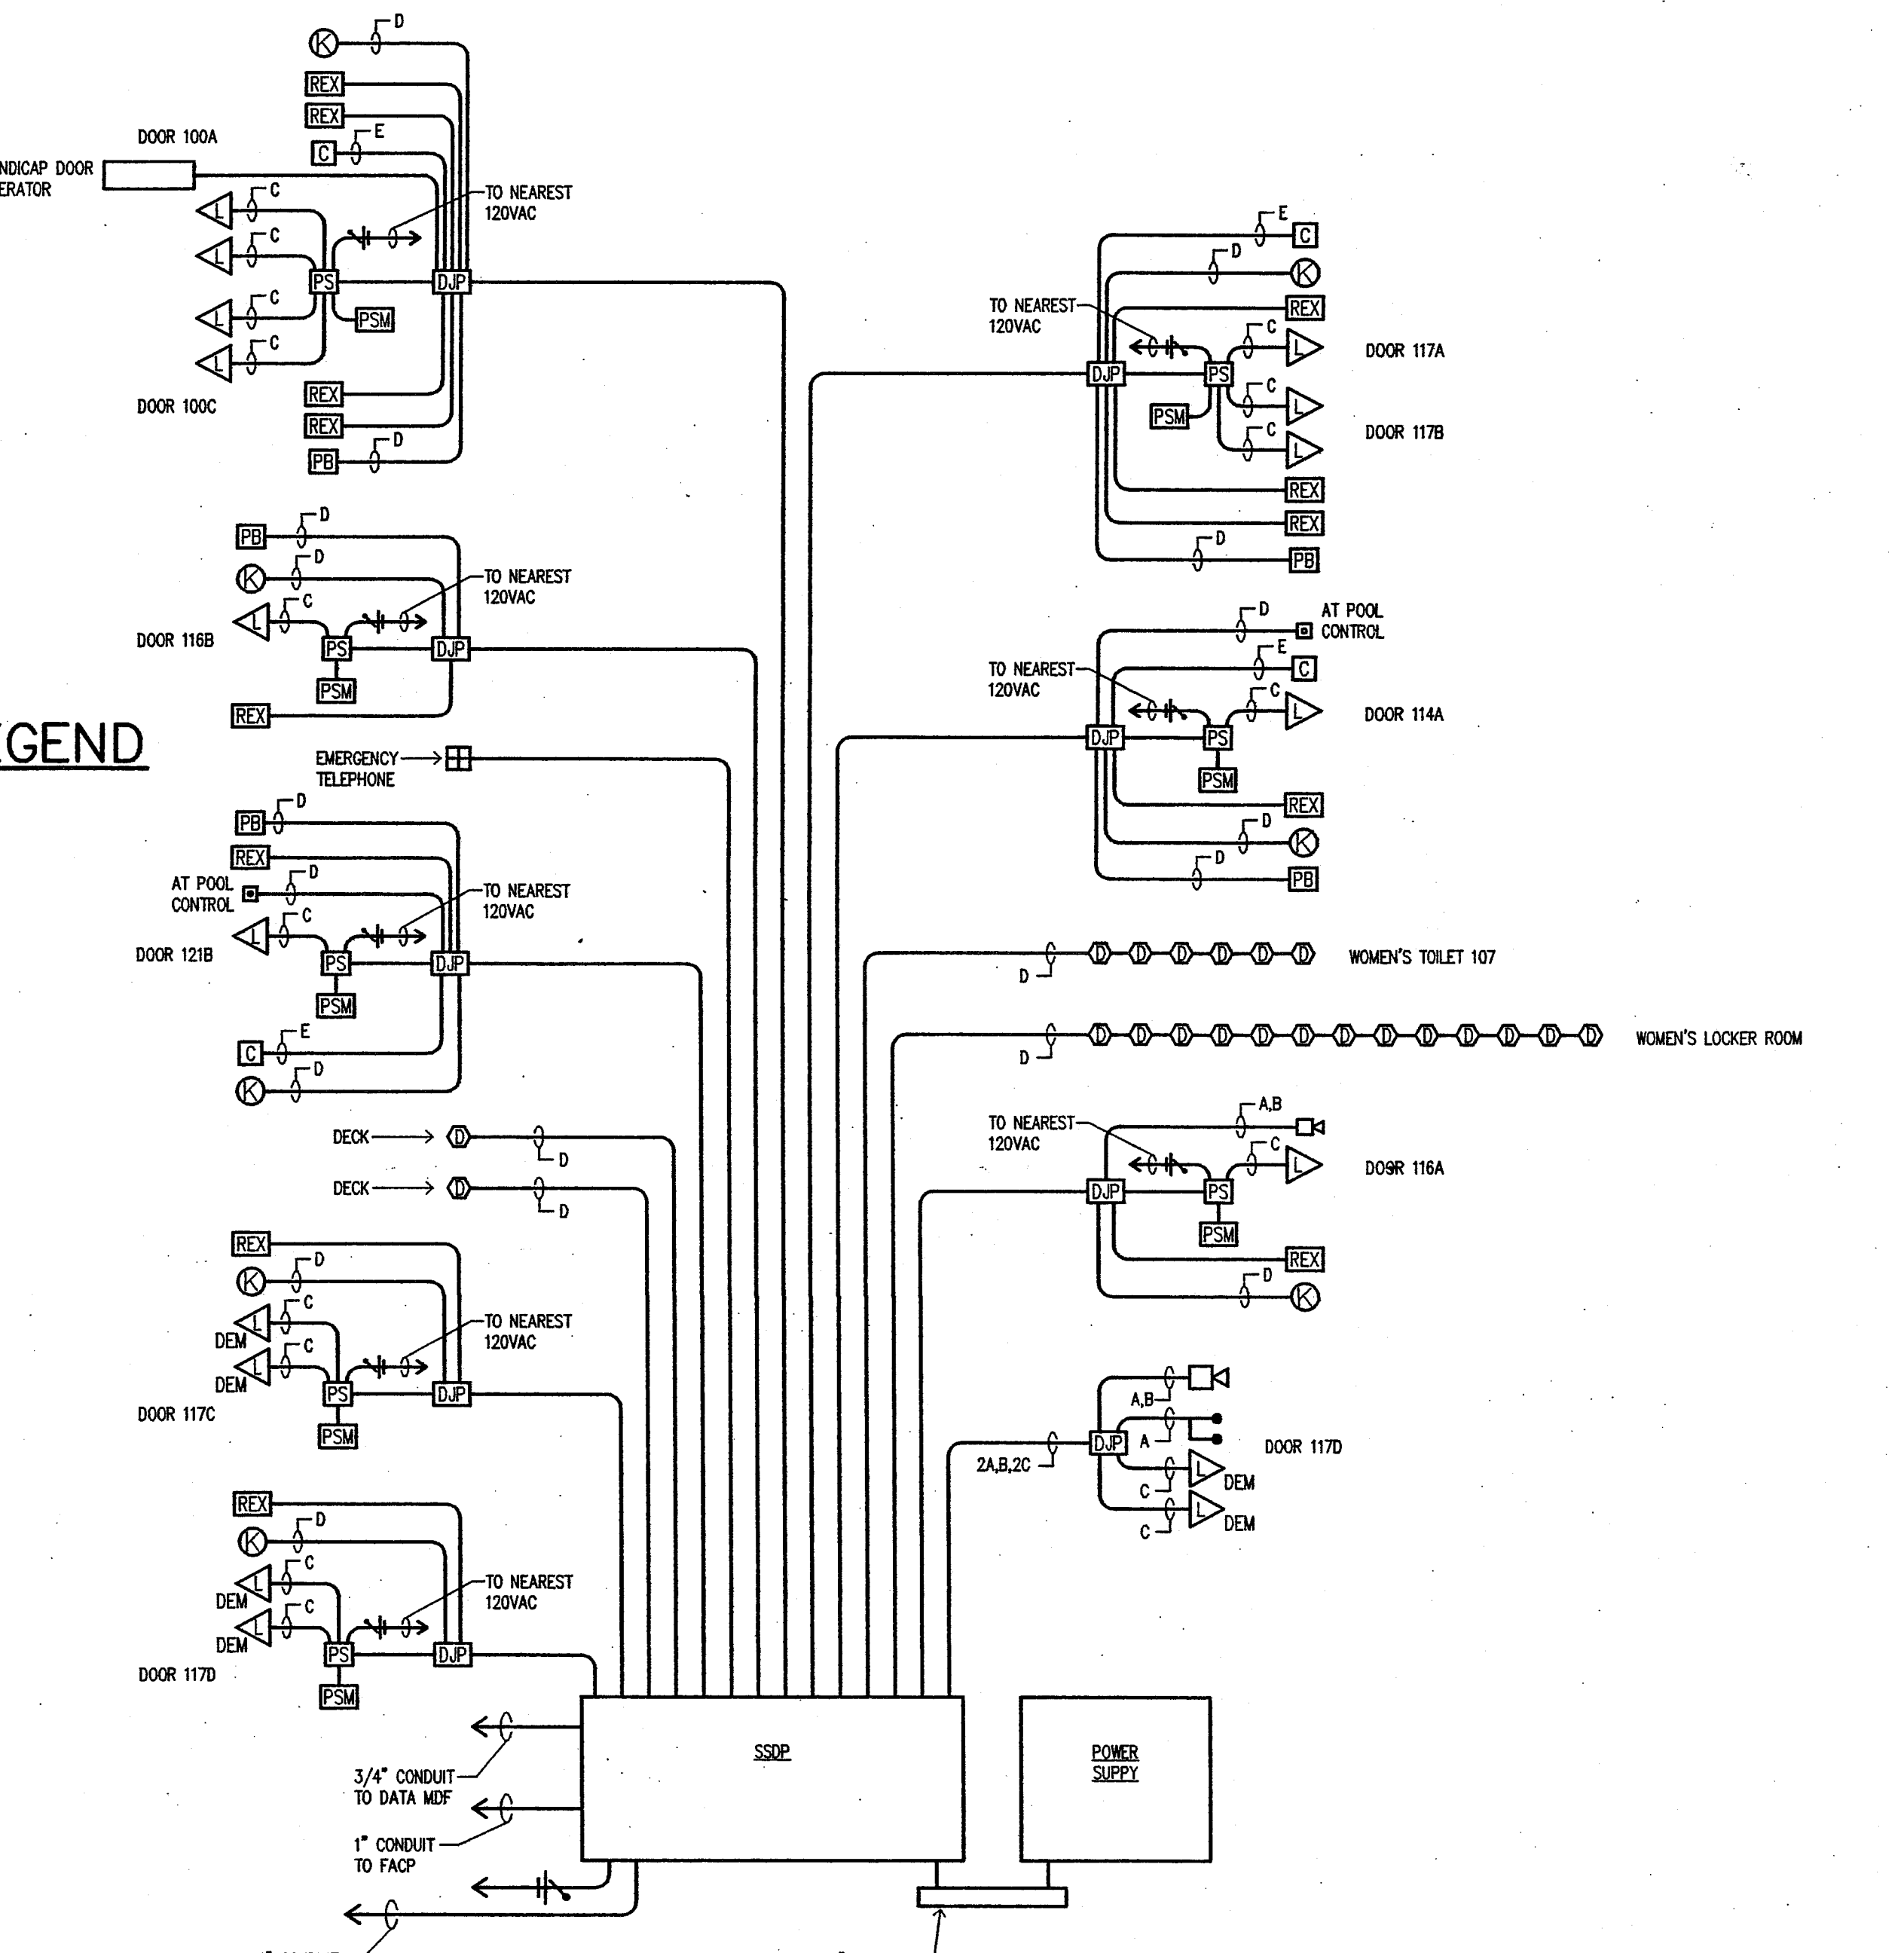 D
K
REX
REX
E
C
DOOR 100A
NDICAP DOOR
ERATOR
TO NEAREST
120VAC
C
L
C
L
PS
DJP
C
L
PSM
C
L
REX
DOOR 100C
REX
D
PB
D
PB
D
K
TO NEAREST
120VAC
C
L
DOOR 116B
PS
DJP
PSM
REX
EGEND
EMERGENCY
TELEPHONE
D
PB
REX
D
AT POOL
CONTROL
TO NEAREST
120VAC
C
L
DOOR 121B
PS
DJP
PSM
E
C
D
K
DECK
D
D
DECK
D
D
REX
D
K
C
L
DEM
TO NEAREST
120VAC
C
L
DEM
PS
DJP
DOOR 117C
PSM
REX
D
K
C
L
DEM
TO NEAREST
120VAC
C
L
DEM
PS
DJP
DOOR 117D
PSM
E
C
D
K
TO NEAREST
120VAC
REX
C
L
DOOR 117A
DJP
PS
C
L
PSM
DOOR 117B
C
L
REX
REX
D
PB
D
AT POOL
CONTROL
E
C
TO NEAREST
120VAC
C
L
DOOR 114A
DJP
PS
PSM
REX
D
K
D
PB
D
D D D D D D
WOMEN'S TOILET 107
D
D D D D D D D D D D D D D
WOMEN'S LOCKER ROOM
A,B
TO NEAREST
120VAC
C
L
DOOR 116A
DJP
PS
PSM
REX
D
K
A,B
A
DJP
DOOR 117D
2A,B,2C
L
DEM
C
L
DEM
C
SSDP
POWER
SUPPY
3/4" CONDUIT
TO DATA MDF
1" CONDUIT
TO FACP